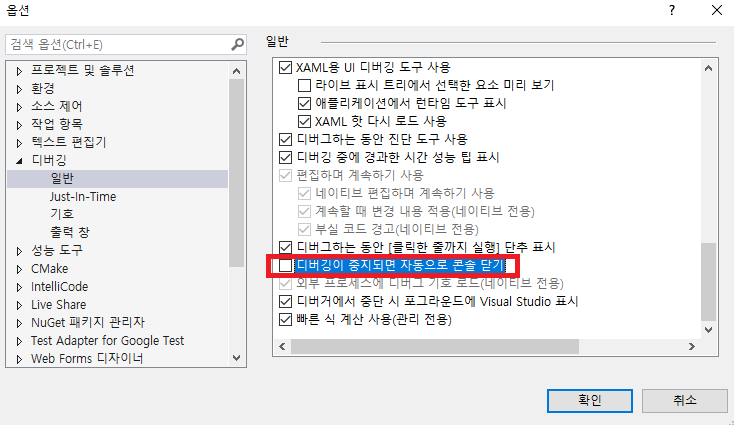 옵션
?
검색 옵션(Ctrl+E)
프로젝트 및 솔루션
환경
소스 제어
작업 항목
텍스트 편집기
디버깅
일반
Just-In-Time
기호
출력 창
성능 도구
CMake
IntelliCode
Live Share
NuGet 패키지 관리자
Test Adapter for Google Test
Web Forms 디자이너
일반
XAML용 UI 디버깅 도구 사용
라이브 표시 트리에서 선택한 요소 미리 보기
애플리케이션에서 런타임 도구 표시
XAML 핫 다시 로드 사용
디버그하는 동안 진단 도구 사용
디버깅 중에 경과한 시간 성능 팁 표시
편집하며 계속하기 사용
네이티브 편집하며 계속하기 사용
계속할 때 변경 내용 적용(네이티브 전용)
부실 코드 경고(네이티브 전용)
디버그하는 동안 [클릭한 줄까지 실행] 단추 표시
디버깅이 중지되면 자동으로 콘솔 닫기
외부 프로세스에 디버그 기호 로드(네이티브 전용)
디버거에서 중단 시 포그라운드에 Visual Studio 표시
빠른 식 계산 사용(관리 전용)
확인
취소